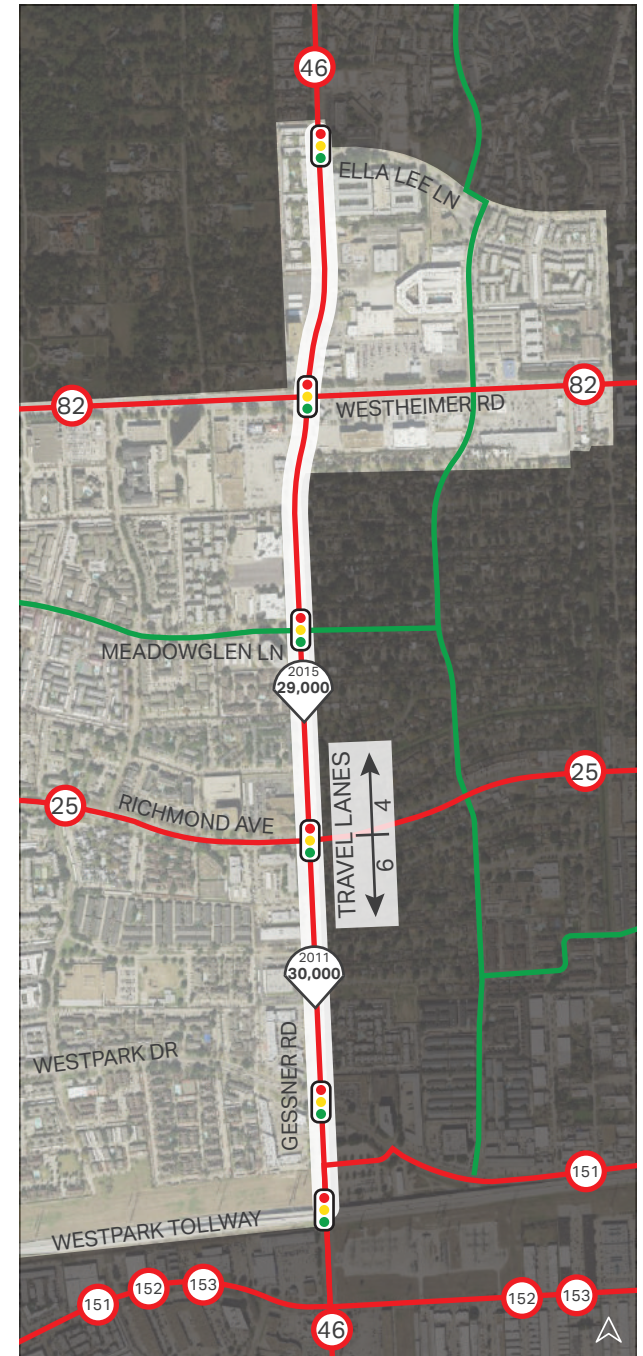 46
ELLA LEE LN
82
82
WESTHEIMER RD
MEADOWGLEN LN
2015
29,000
TRAVEL LANES
4
6
25
25
RICHMOND AVE
2011
30,000
WESTPARK DR
GESSNER RD
151
WESTPARK TOLLWAY
151
152
153
152
153
46